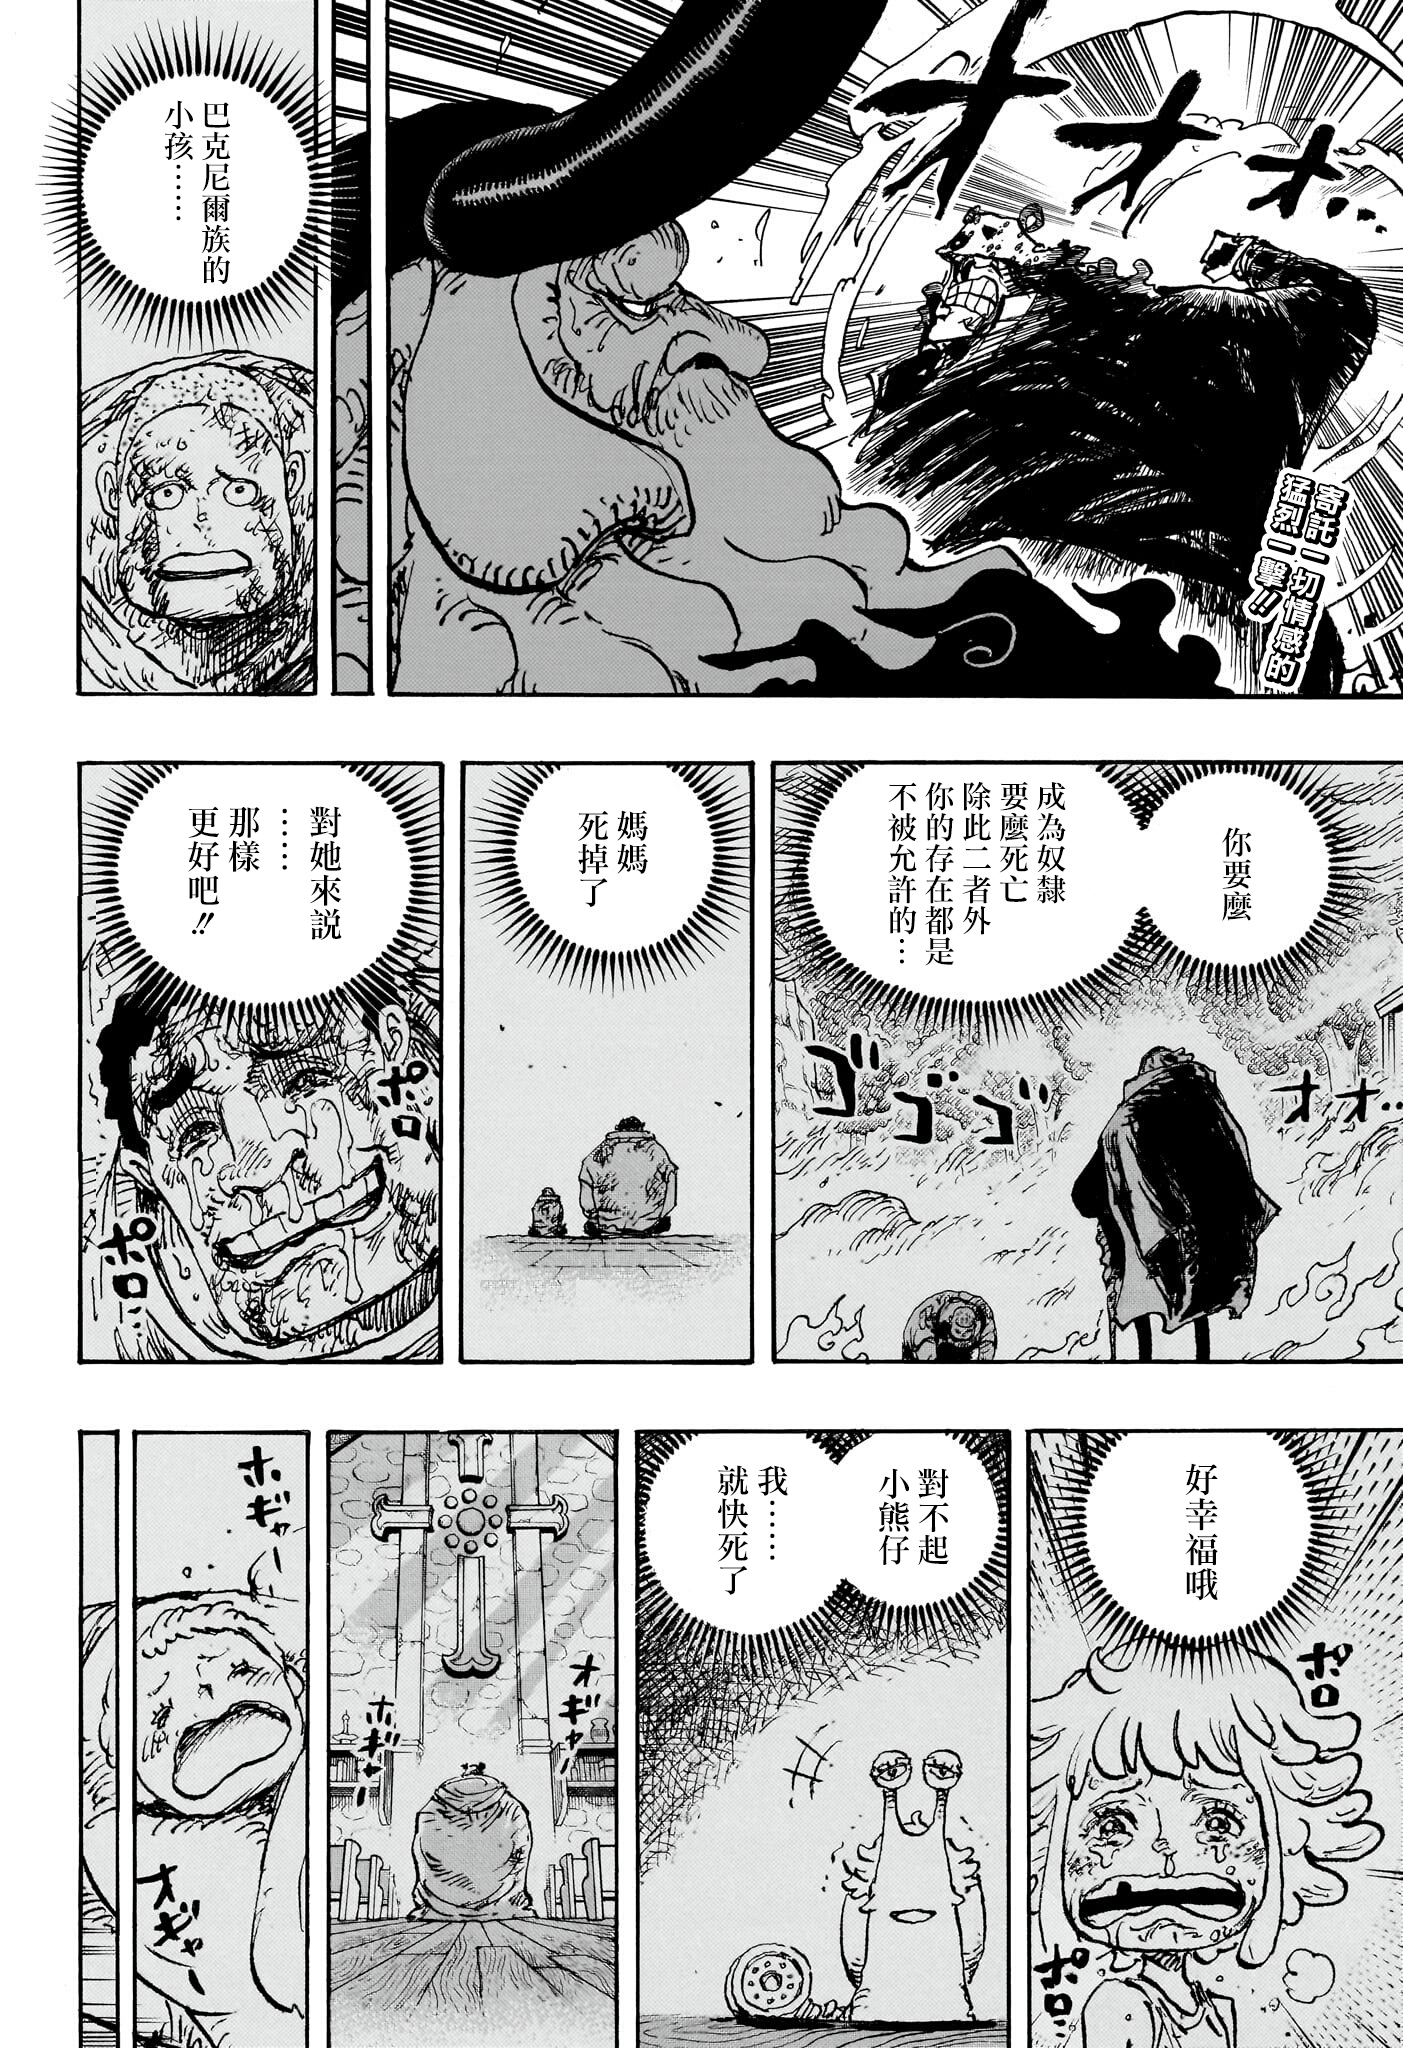 オオオ…
寄託一切情感的
猛烈一擊!!
巴克尼爾族的
小孩……
你要麼
成為奴隸
要麼死亡
除此二者外
你的存在都是
不被允許的…
オオ…
ゴゴゴゴ
媽媽
死掉了
對她來説
……
那樣
更好吧!!
ポロ
ポロ…
好幸福哦
ポロ
ポロ
對不起
小熊仔
我……
就快死了
オギャー
ホギャー
ホギャー
オギャー